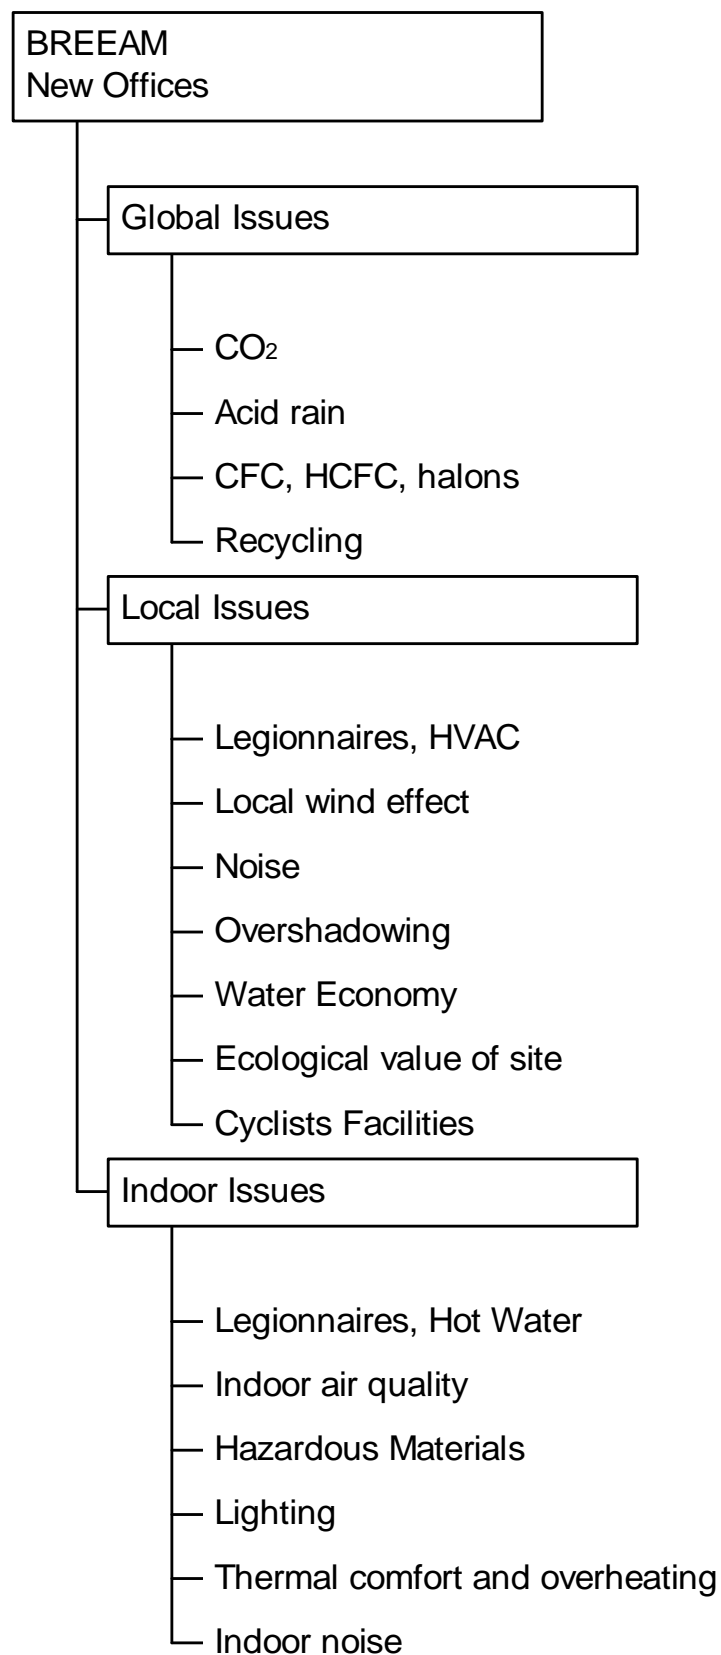 BREEAM
New Offices
Global Issues
CO₂
Acid rain
CFC, HCFC, halons
Recycling
Local Issues
Legionnaires, HVAC
Local wind effect
Noise
Overshadowing
Water Economy
Ecological value of site
Cyclists Facilities
Indoor Issues
Legionnaires, Hot Water
Indoor air quality
Hazardous Materials
Lighting
Thermal comfort and overheating
Indoor noise